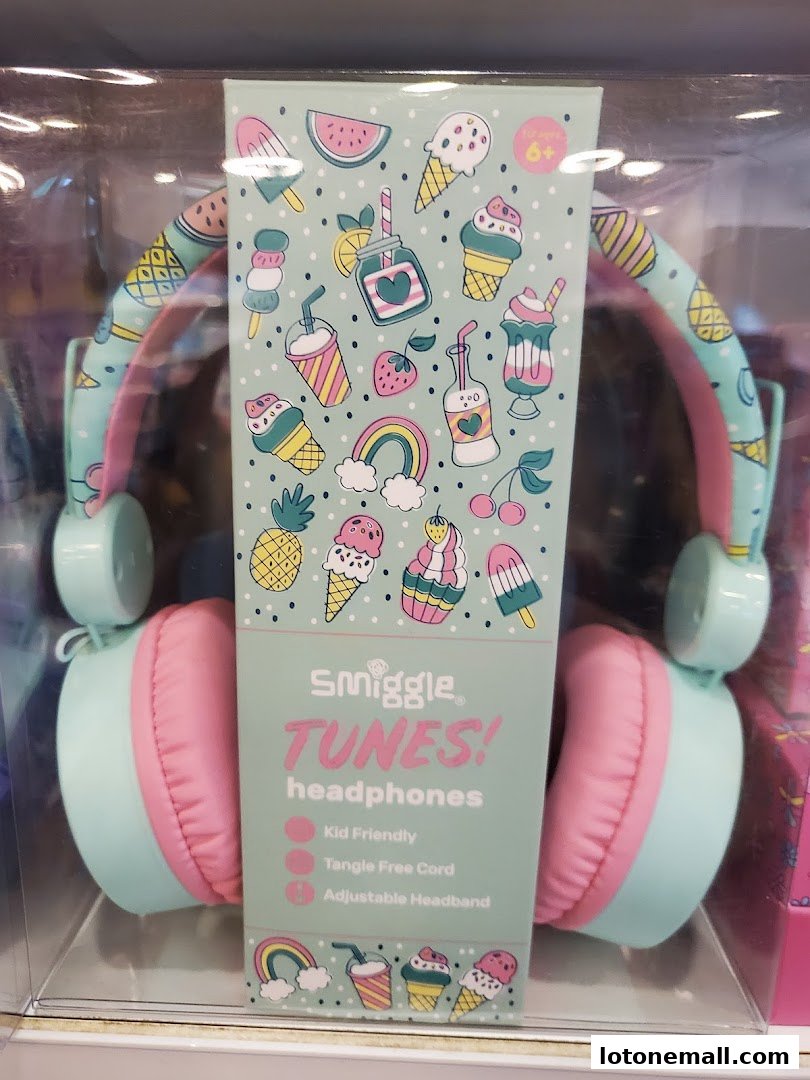 for ages
6+
smiggle®
TUNES!
headphones
Kid Friendly
Tangle Free Cord
Adjustable Headband
lotonemall.com